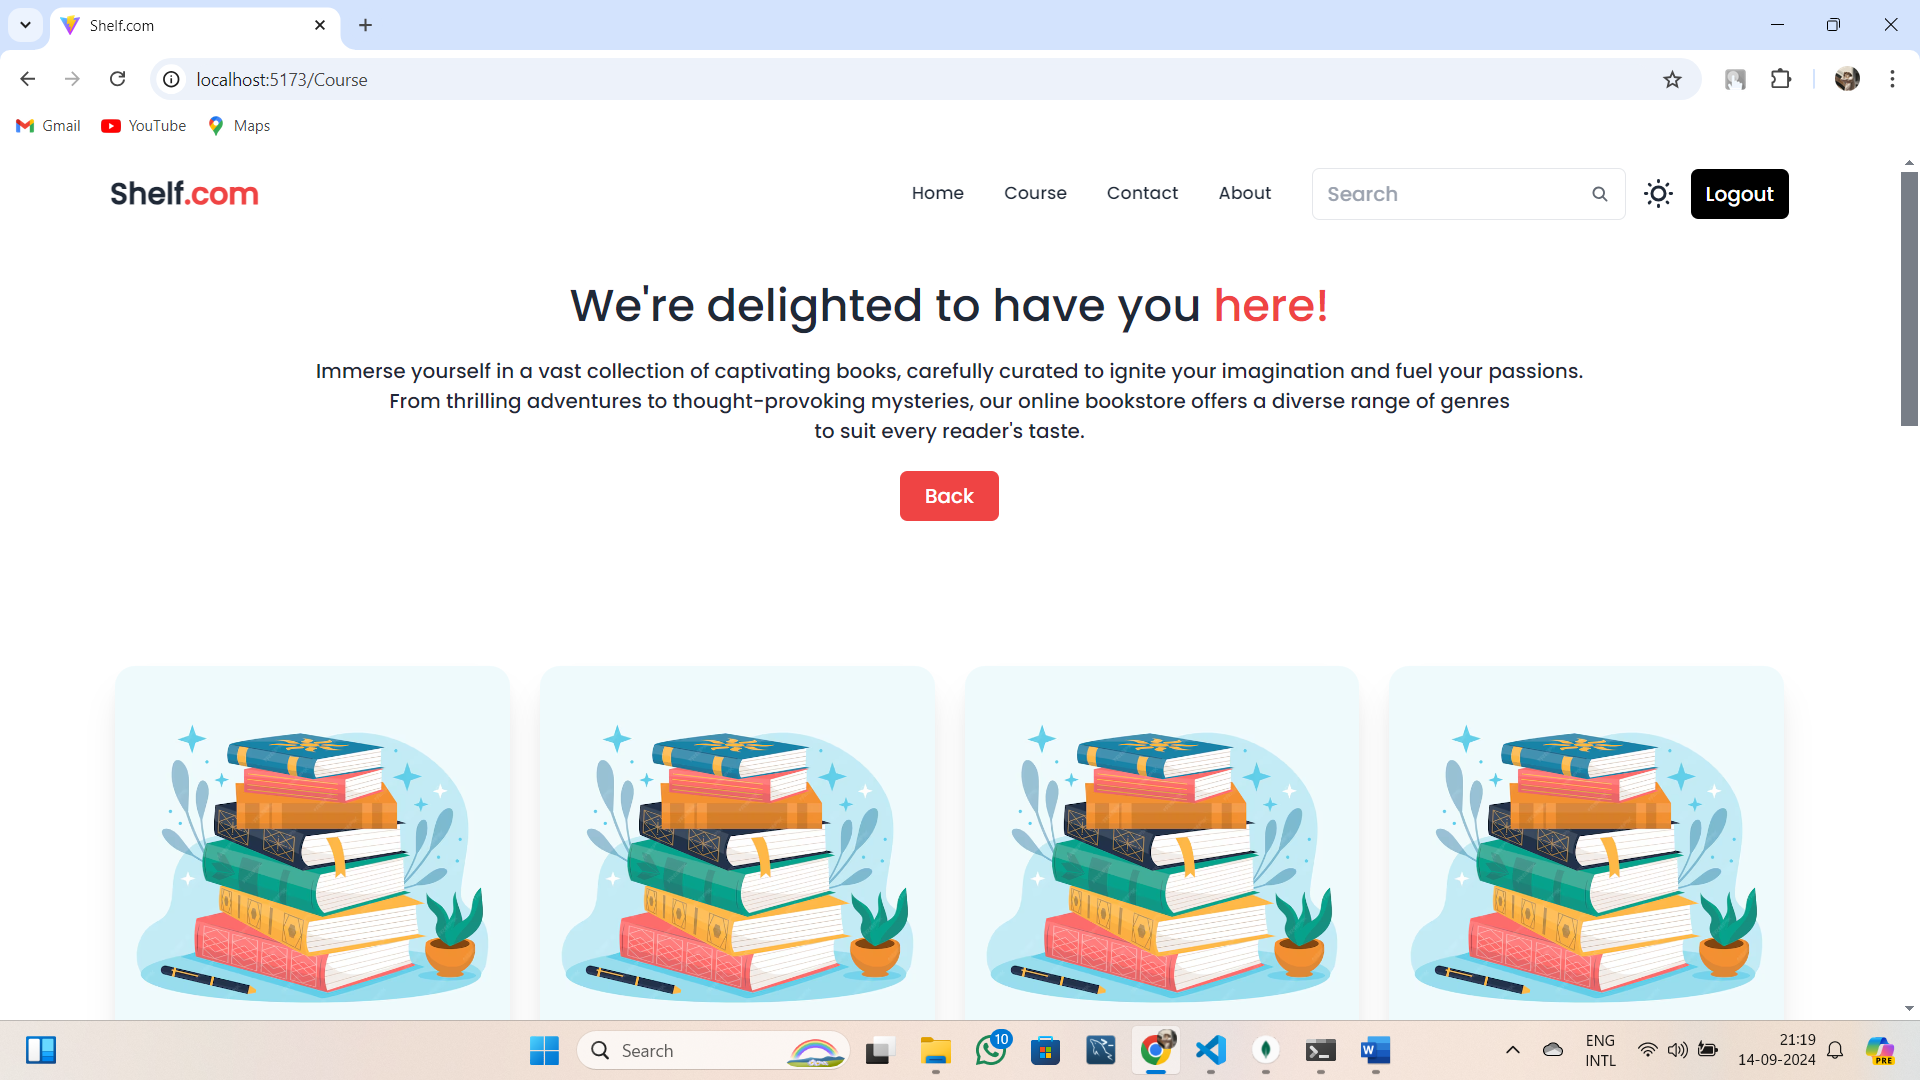 Shelf.com
localhost:5173/Course
Gmail YouTube Maps
Shelf.com Home Course Contact About Search Logout
We're delighted to have you here!
Immerse yourself in a vast collection of captivating books, carefully curated to ignite your imagination and fuel your passions.
From thrilling adventures to thought-provoking mysteries, our online bookstore offers a diverse range of genres
to suit every reader's taste.
Back
Search
10
W
ENG
INTL
21:19
14-09-2024
PRE